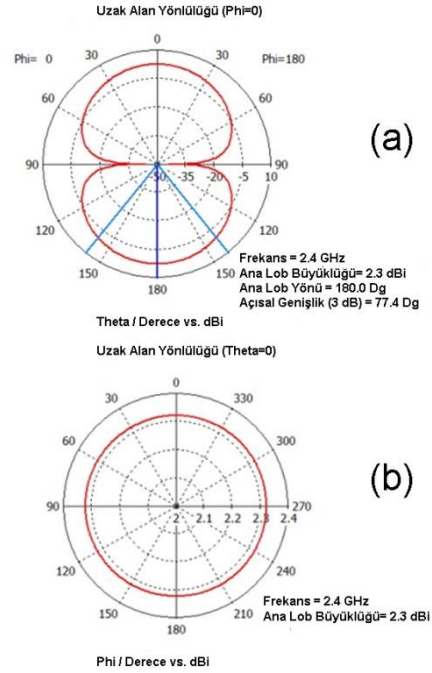 Uzak Alan Yönlülüğü (Phi=0)
0
Phi= 0 30 30 Phi=180
60 60
90 -50 -35 -20 -5 10 90
120 120
150 150
180
(a)
Frekans = 2.4 GHz
Ana Lob Büyüklüğü= 2.3 dBi
Ana Lob Yönü = 180.0 Dg
Açısal Genişlik (3 dB) = 77.4 Dg
Theta / Derece vs. dBi
Uzak Alan Yönlülüğü (Theta=0)
0
30 330
60 300
90 2 2.1 2.2 2.3 2.4 270
120 240
150 210
180
(b)
Frekans = 2.4 GHz
Ana Lob Büyüklüğü= 2.3 dBi
Phi / Derece vs. dBi